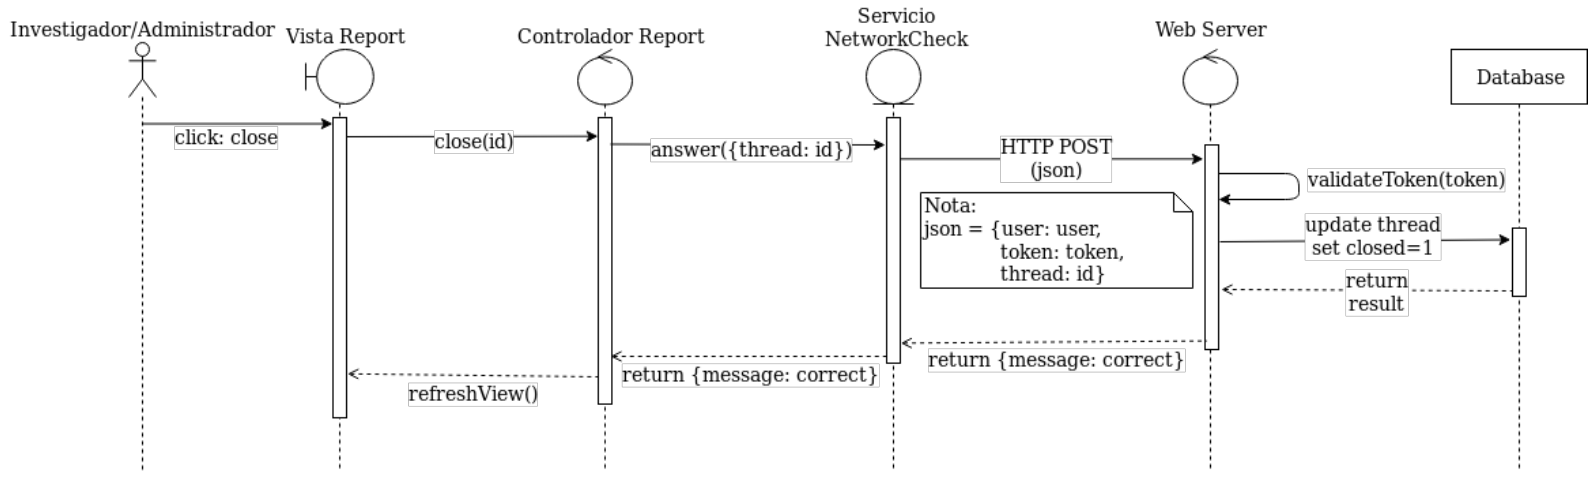 Investigador/Administrador
Vista Report
Controlador Report
Servicio
NetworkCheck
Web Server
Database
click: close
close(id)
answer({thread: id})
HTTP POST
(json)
validateToken(token)
Nota:
json = {user: user,
token: token,
thread: id}
update thread
set closed=1
return
result
return {message: correct}
return {message: correct}
refreshView()